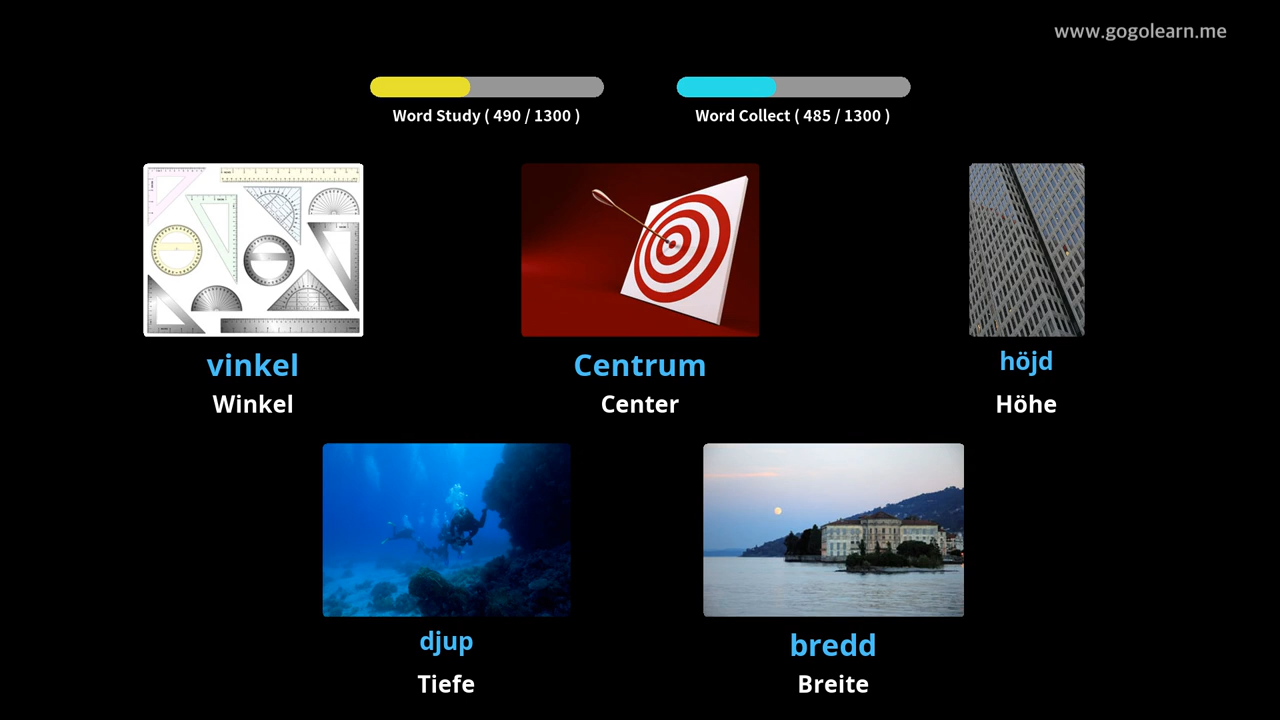 www.gogolearn.me
Word Study ( 490 / 1300 )
Word Collect ( 485 / 1300 )
vinkel
Winkel
Centrum
Center
höjd
Höhe
djup
Tiefe
bredd
Breite